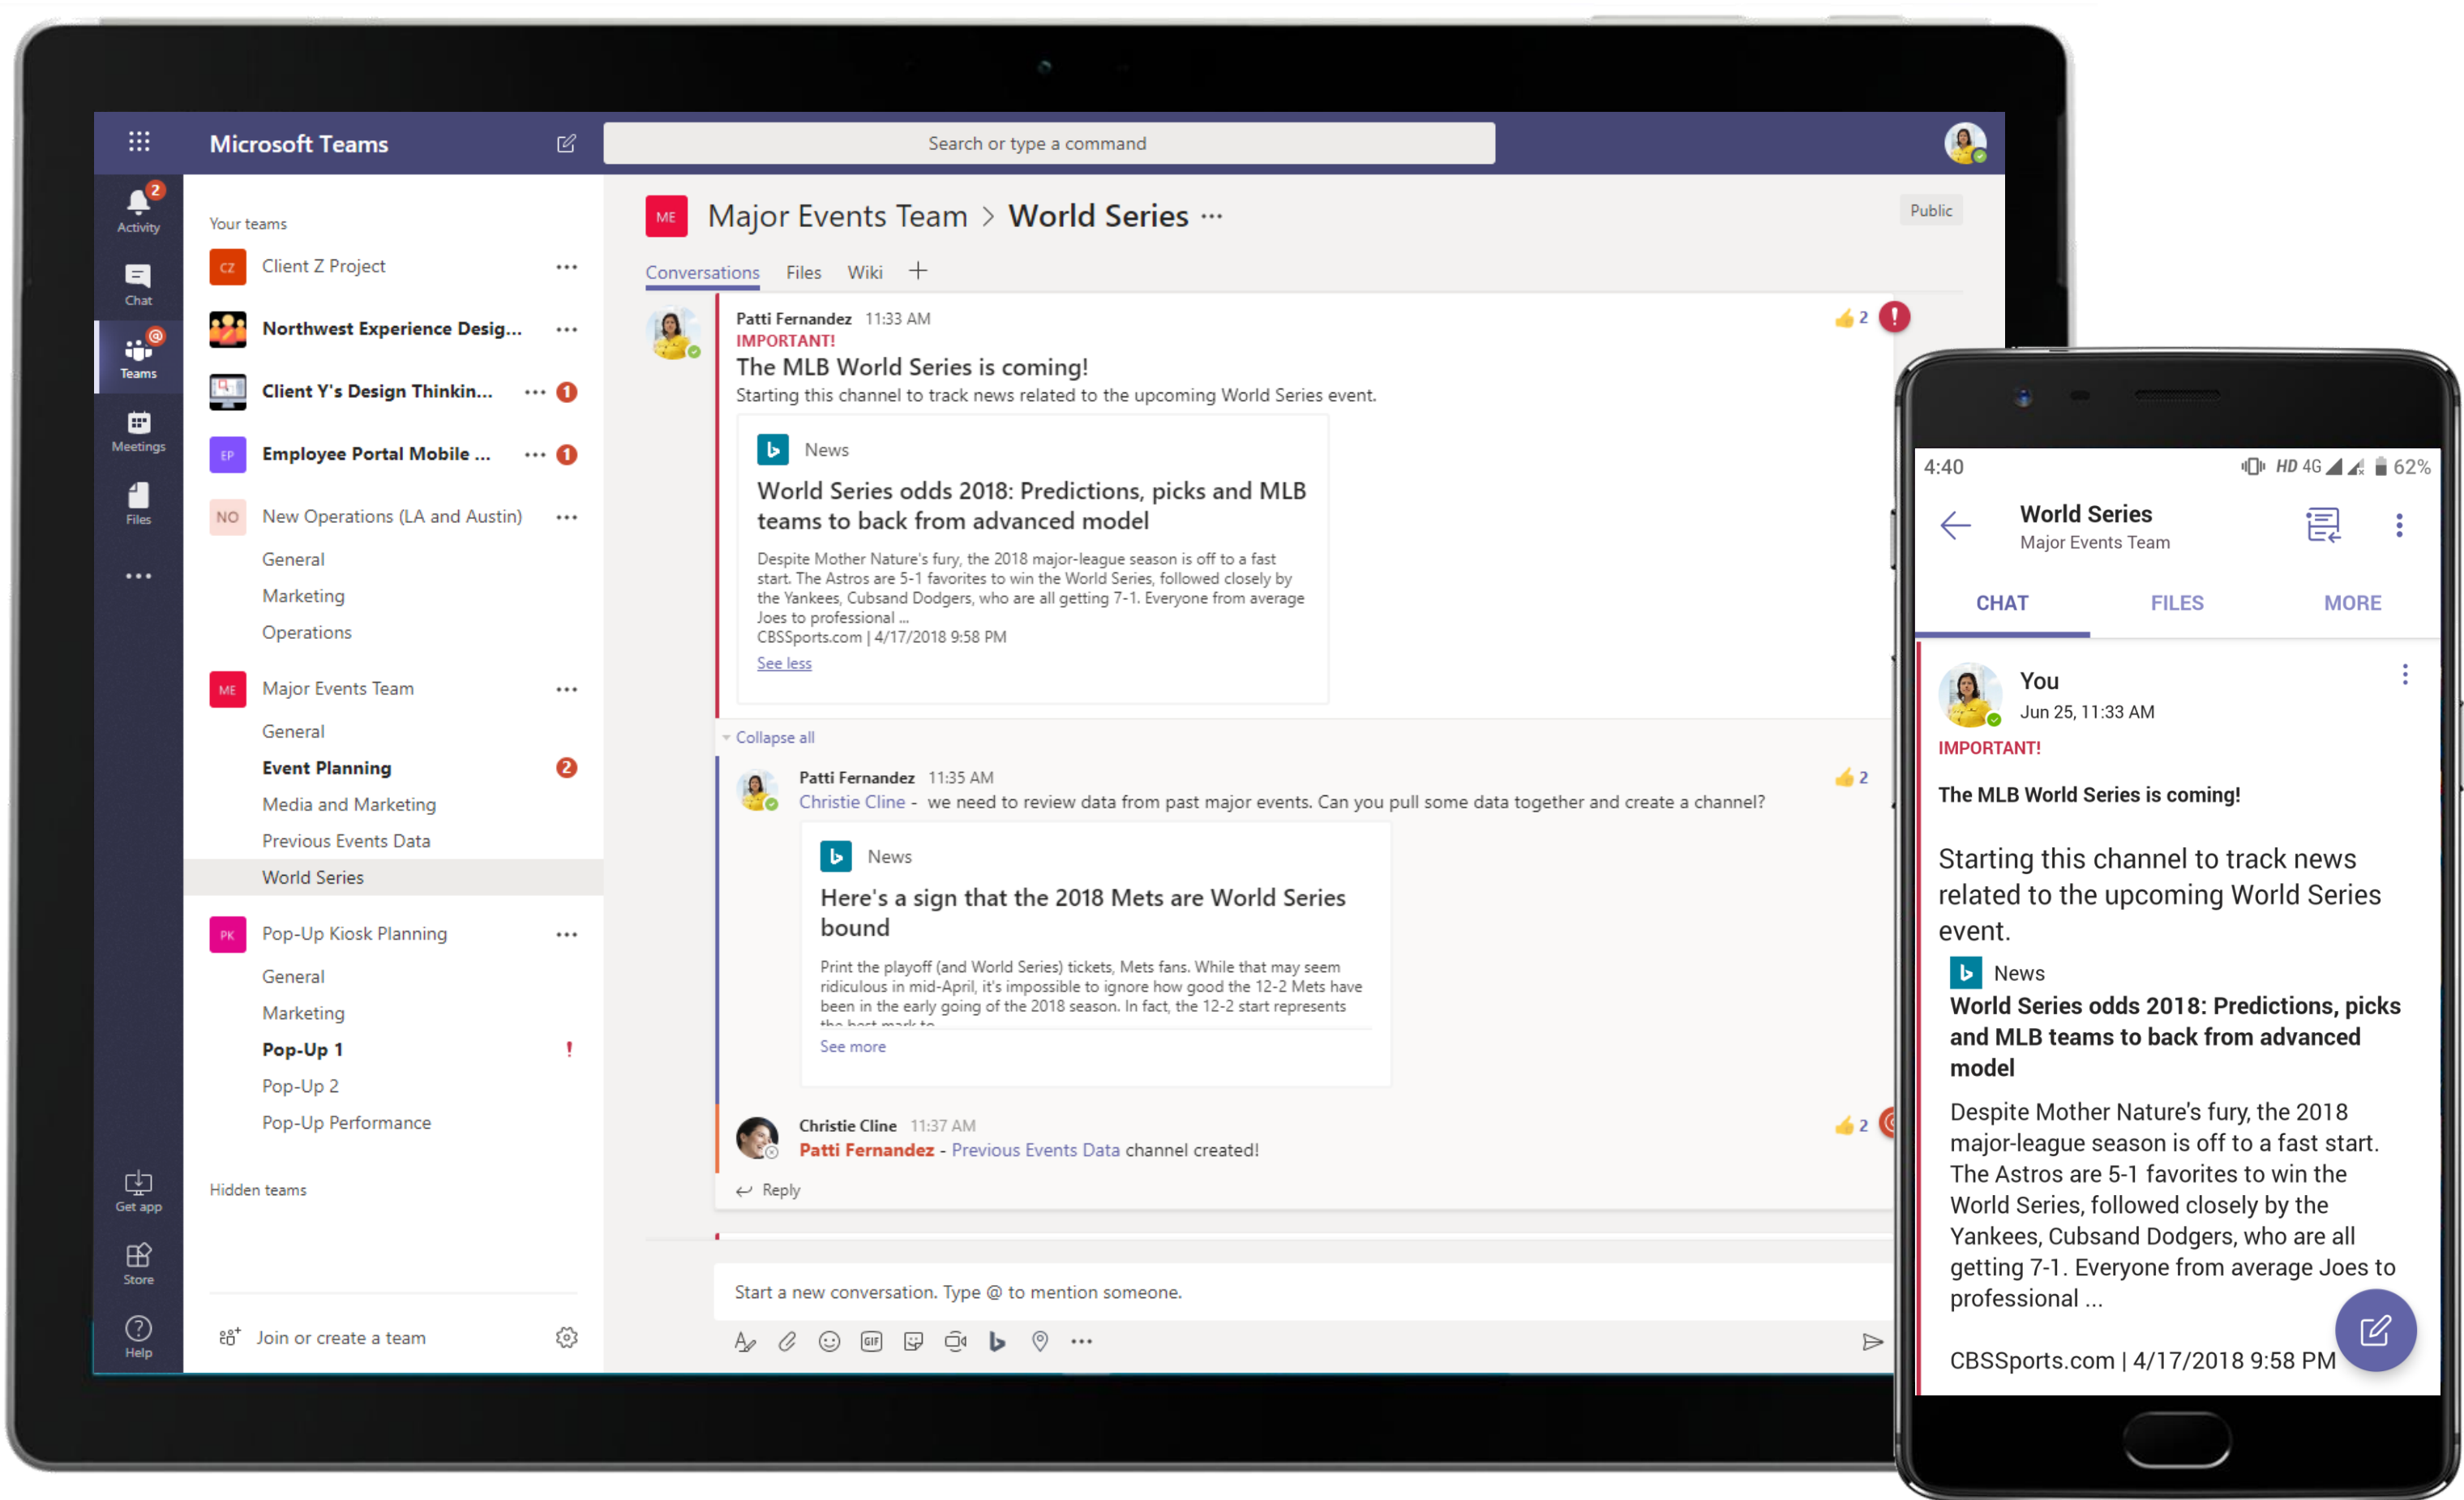 Microsoft Teams
Search or type a command
2
Activity
Chat
@
Teams
Meetings
Files
Get app
Store
Help
Your teams
CZ Client Z Project
Northwest Experience Desig...
Client Y's Design Thinkin... 1
EP Employee Portal Mobile ... 1
NO New Operations (LA and Austin)
General
Marketing
Operations
ME Major Events Team
General
Event Planning 2
Media and Marketing
Previous Events Data
World Series
PK Pop-Up Kiosk Planning
General
Marketing
Pop-Up 1 !
Pop-Up 2
Pop-Up Performance
Hidden teams
Join or create a team
ME Major Events Team > World Series ...
Public
Conversations Files Wiki +
Patti Fernandez 11:33 AM 2 !
IMPORTANT!
The MLB World Series is coming!
Starting this channel to track news related to the upcoming World Series event.
b News
World Series odds 2018: Predictions, picks and MLB
teams to back from advanced model
Despite Mother Nature's fury, the 2018 major-league season is off to a fast
start. The Astros are 5-1 favorites to win the World Series, followed closely by
the Yankees, Cubsand Dodgers, who are all getting 7-1. Everyone from average
Joes to professional ...
CBSSports.com | 4/17/2018 9:58 PM
See less
Collapse all
Patti Fernandez 11:35 AM 2
Christie Cline - we need to review data from past major events. Can you pull some data together and create a channel?
b News
Here's a sign that the 2018 Mets are World Series
bound
Print the playoff (and World Series) tickets, Mets fans. While that may seem
ridiculous in mid-April, it's impossible to ignore how good the 12-2 Mets have
been in the early going of the 2018 season. In fact, the 12-2 start represents
the best mark to
See more
Christie Cline 11:37 AM 2
Patti Fernandez - Previous Events Data channel created!
Reply
Start a new conversation. Type @ to mention someone.
GIF
4:40 HD 4G 62%
World Series
Major Events Team
CHAT FILES MORE
You
Jun 25, 11:33 AM
IMPORTANT!
The MLB World Series is coming!
Starting this channel to track news
related to the upcoming World Series
event.
b News
World Series odds 2018: Predictions, picks
and MLB teams to back from advanced
model
Despite Mother Nature's fury, the 2018
major-league season is off to a fast start.
The Astros are 5-1 favorites to win the
World Series, followed closely by the
Yankees, Cubsand Dodgers, who are all
getting 7-1. Everyone from average Joes to
professional ...
CBSSports.com | 4/17/2018 9:58 PM